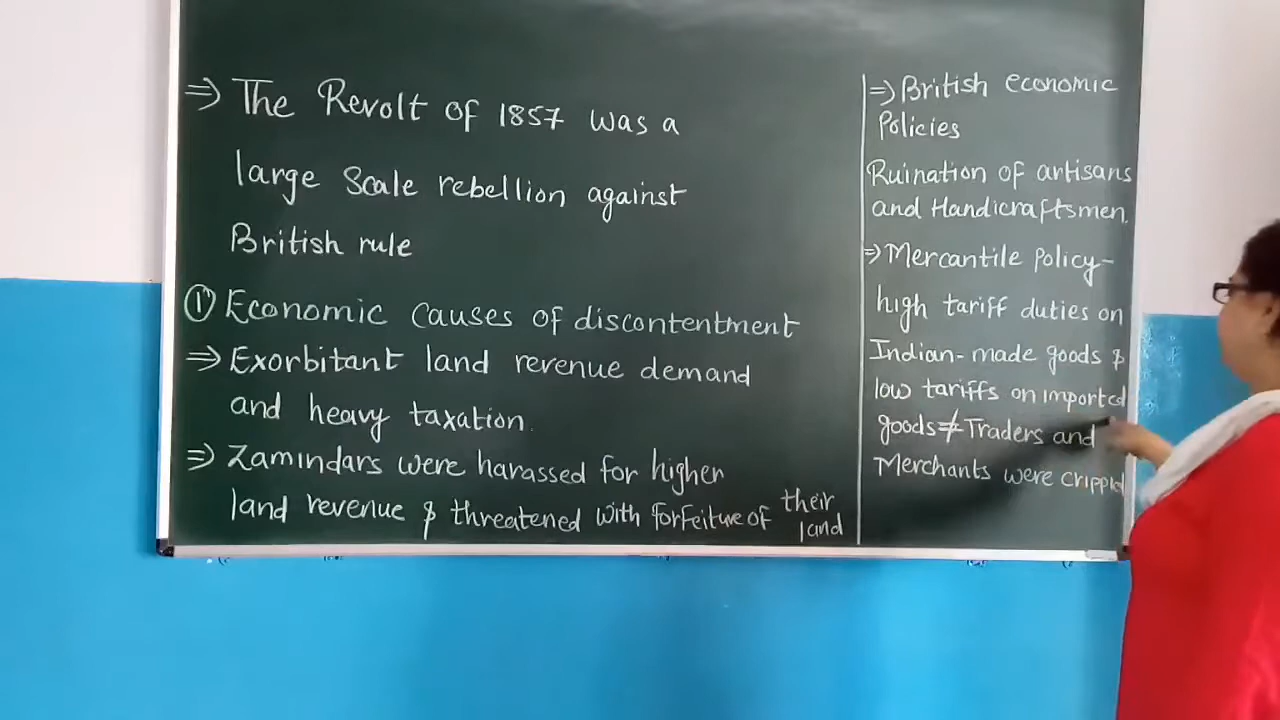 ⇒ The Revolt of 1857 was a
large Scale rebellion against
British rule
① Economic causes of discontentment
⇒ Exorbitant land revenue demand
and heavy taxation.
⇒ Zamindars were harassed for higher
land revenue & threatened with forfeiture of their
land
⇒ British economic
Policies
Ruination of artisans
and Handicraftsmen.
⇒ Mercantile Policy-
high tariff duties on
Indian-made goods &
low tariffs on imported
goods ≠ Traders and
Merchants were crippled